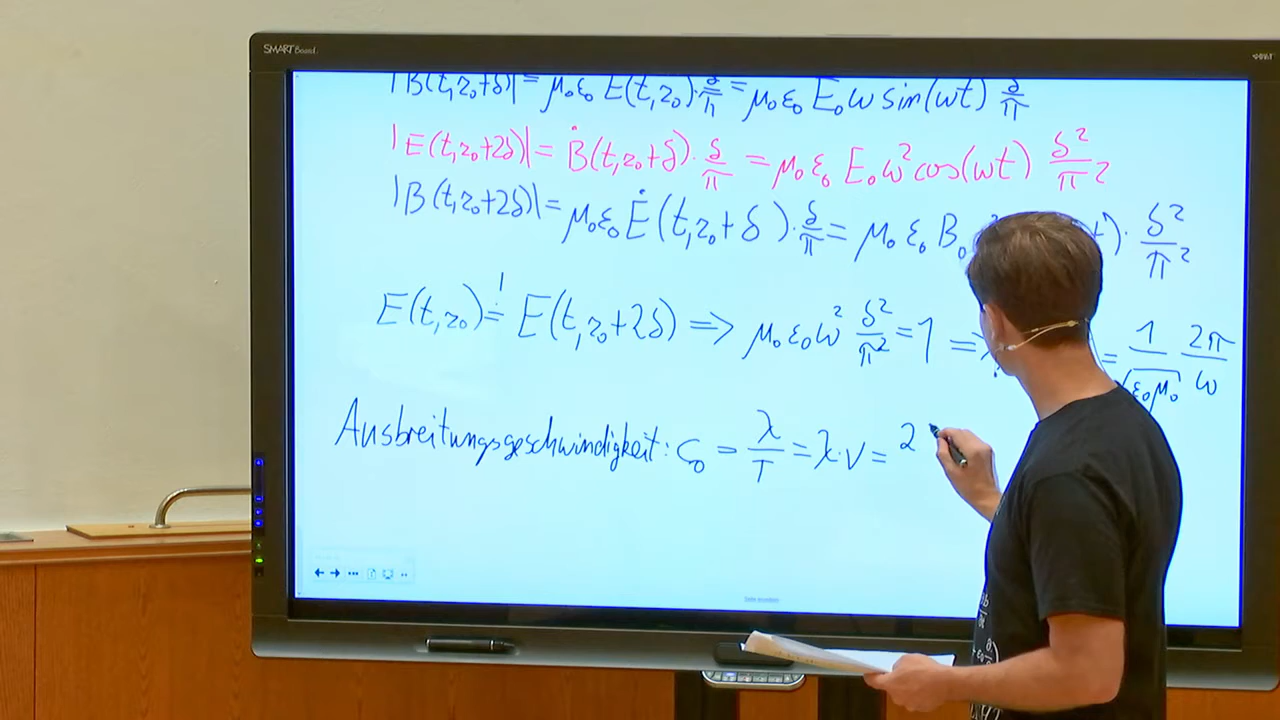 SMART Board
|B(t,z₀+δ)| = μ₀ε₀ E(t,z₀)·δ/π = μ₀ε₀ E₀ω sin(ωt) δ/π
|E(t,z₀+2δ)| = Ḃ(t,z₀+δ)·δ/π = μ₀ε₀ E₀ω² cos(ωt) δ²/π²
|B(t,z₀+2δ)| = μ₀ε₀ Ė(t,z₀+δ)·δ/π = μ₀ε₀ B₀ )·δ²/π²
E(t,z₀) =! E(t,z₀+2δ) ⇒ μ₀ε₀ω² δ²/π² = 1 ⇒ = 1/√(ε₀μ₀) 2π/ω
Ausbreitungsgeschwindigkeit: c₀ = λ/T = λ·ν = 2